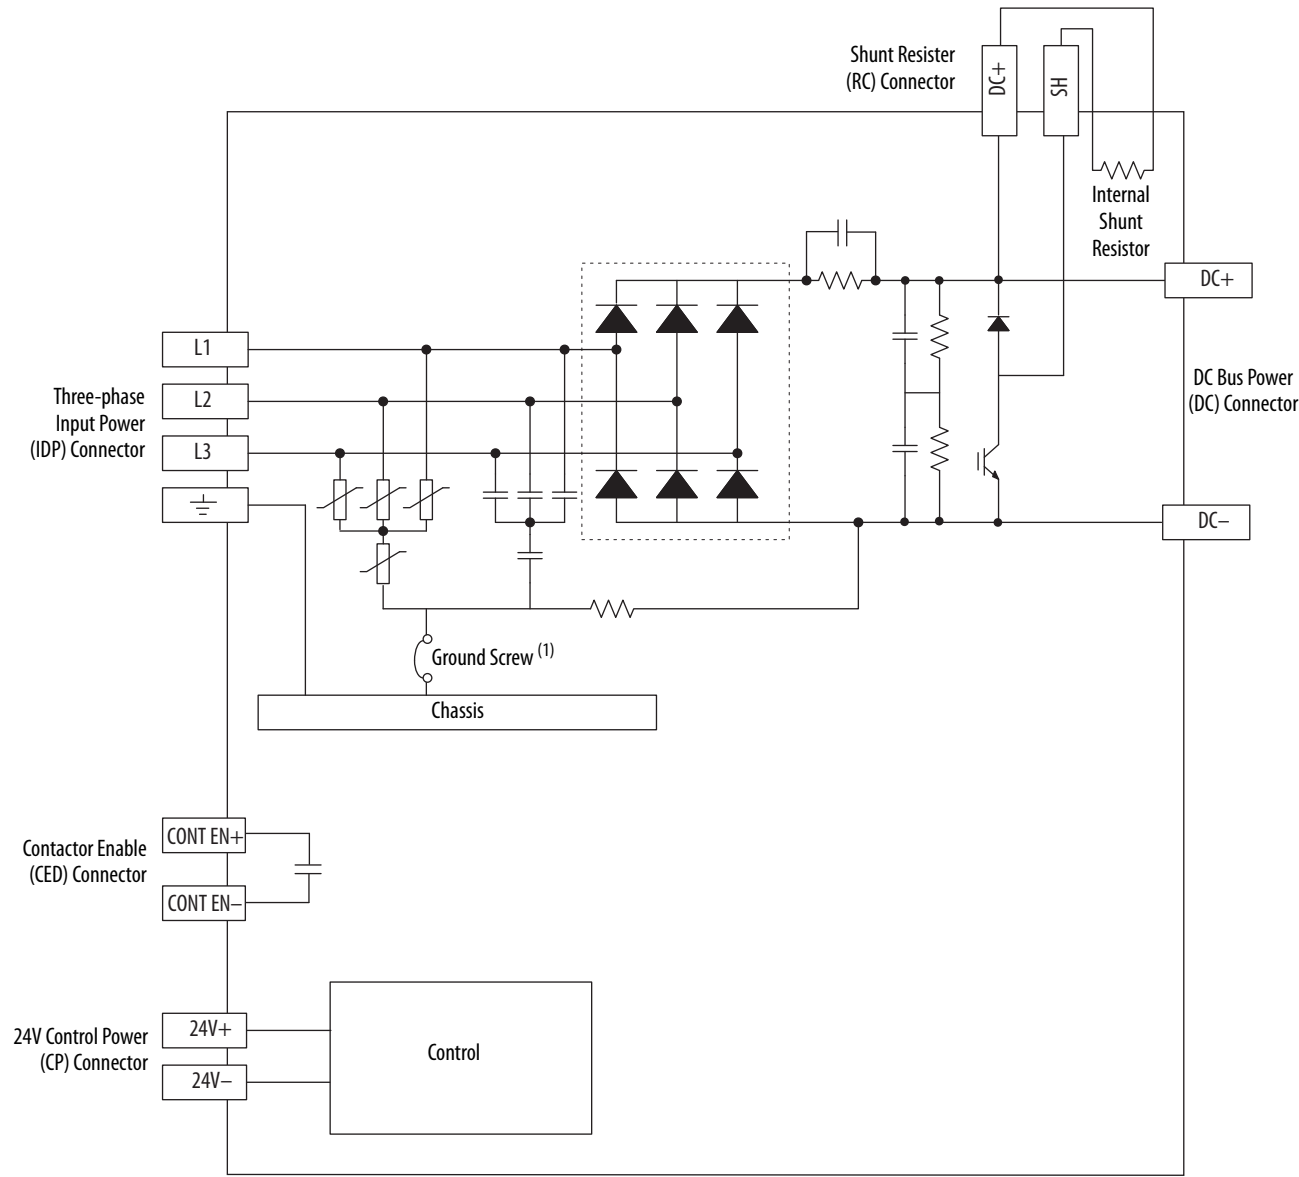 Shunt Resister
(RC) Connector
DC+
SH
Internal
Shunt
Resistor
DC+
L1
L2
L3
Three-phase
Input Power
(IDP) Connector
DC Bus Power
(DC) Connector
DC–
Ground Screw (1)
Chassis
CONT EN+
Contactor Enable
(CED) Connector
CONT EN–
24V+
24V Control Power
(CP) Connector
24V–
Control